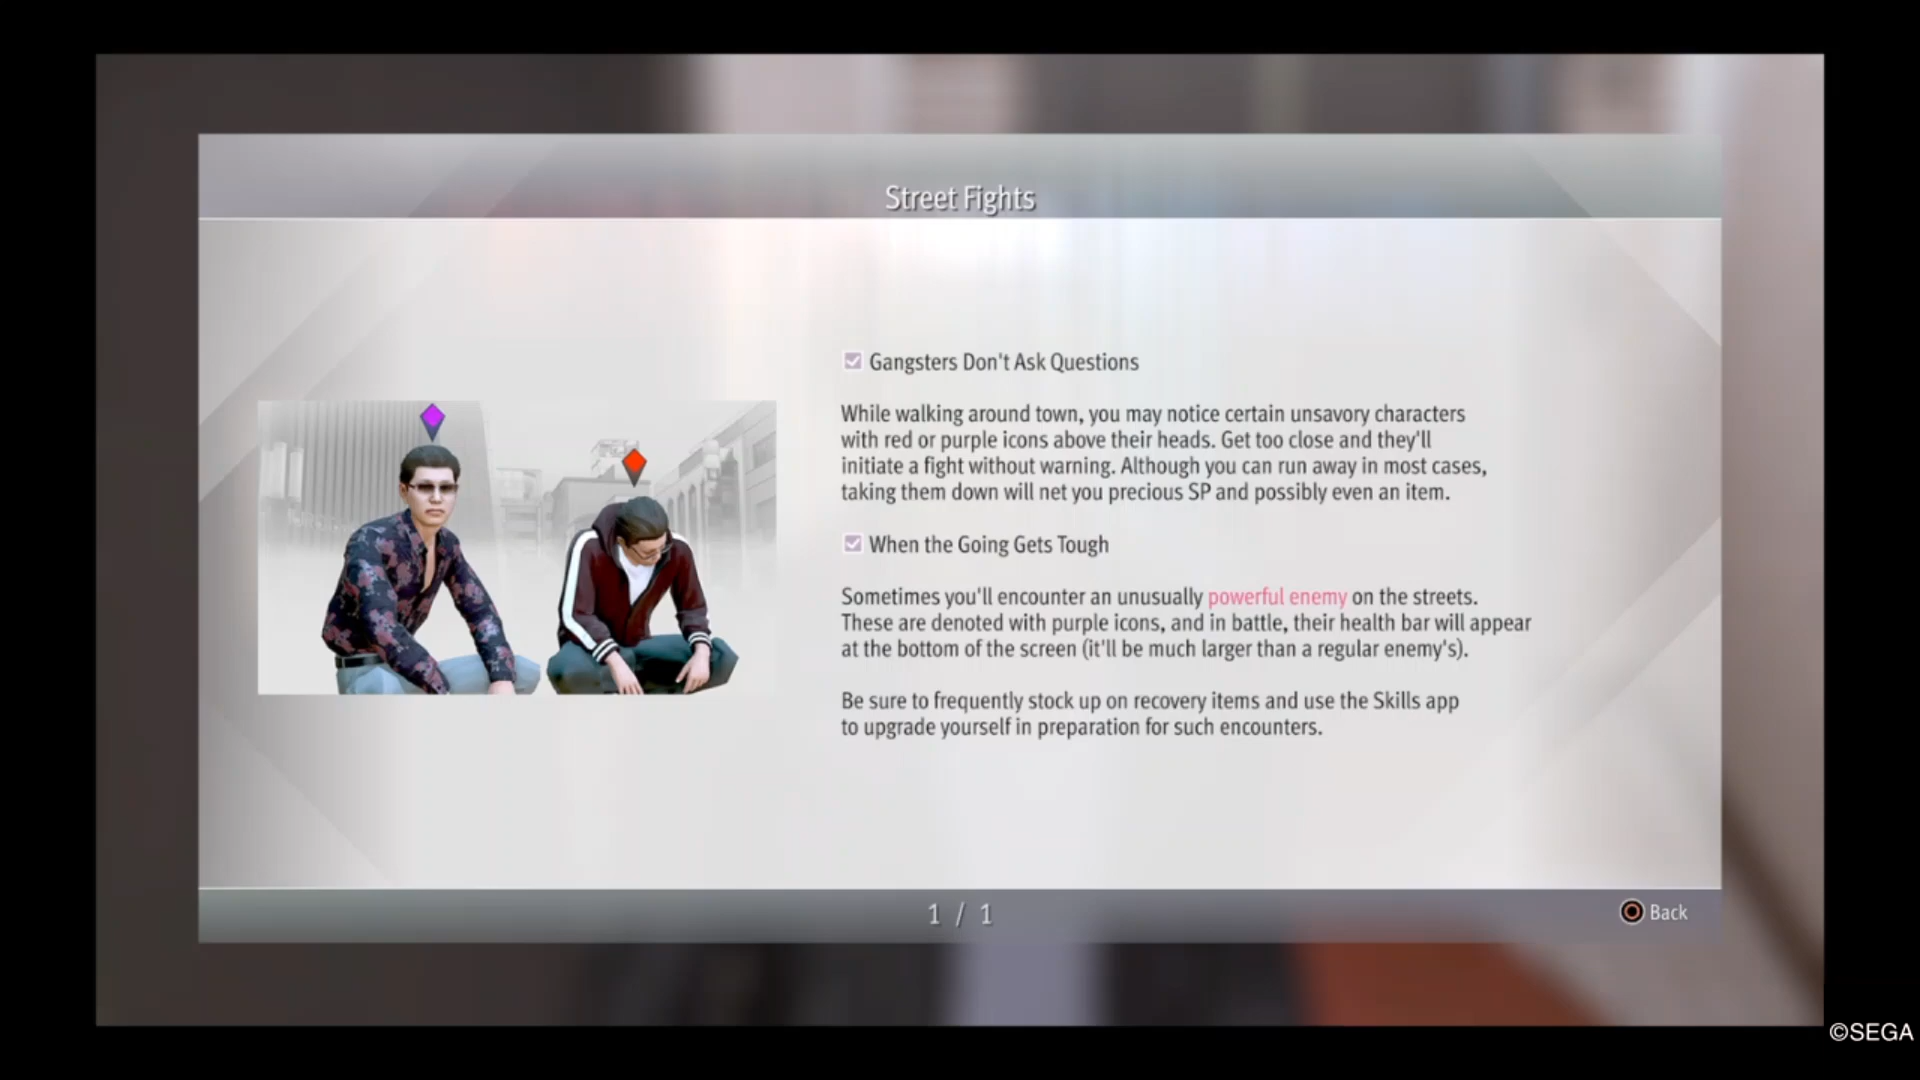 Street Fights
Gangsters Don't Ask Questions
While walking around town, you may notice certain unsavory characters
with red or purple icons above their heads. Get too close and they'll
initiate a fight without warning. Although you can run away in most cases,
taking them down will net you precious SP and possibly even an item.
When the Going Gets Tough
Sometimes you'll encounter an unusually powerful enemy on the streets.
These are denoted with purple icons, and in battle, their health bar will appear
at the bottom of the screen (it'll be much larger than a regular enemy's).
Be sure to frequently stock up on recovery items and use the Skills app
to upgrade yourself in preparation for such encounters.
1 / 1
Back
©SEGA